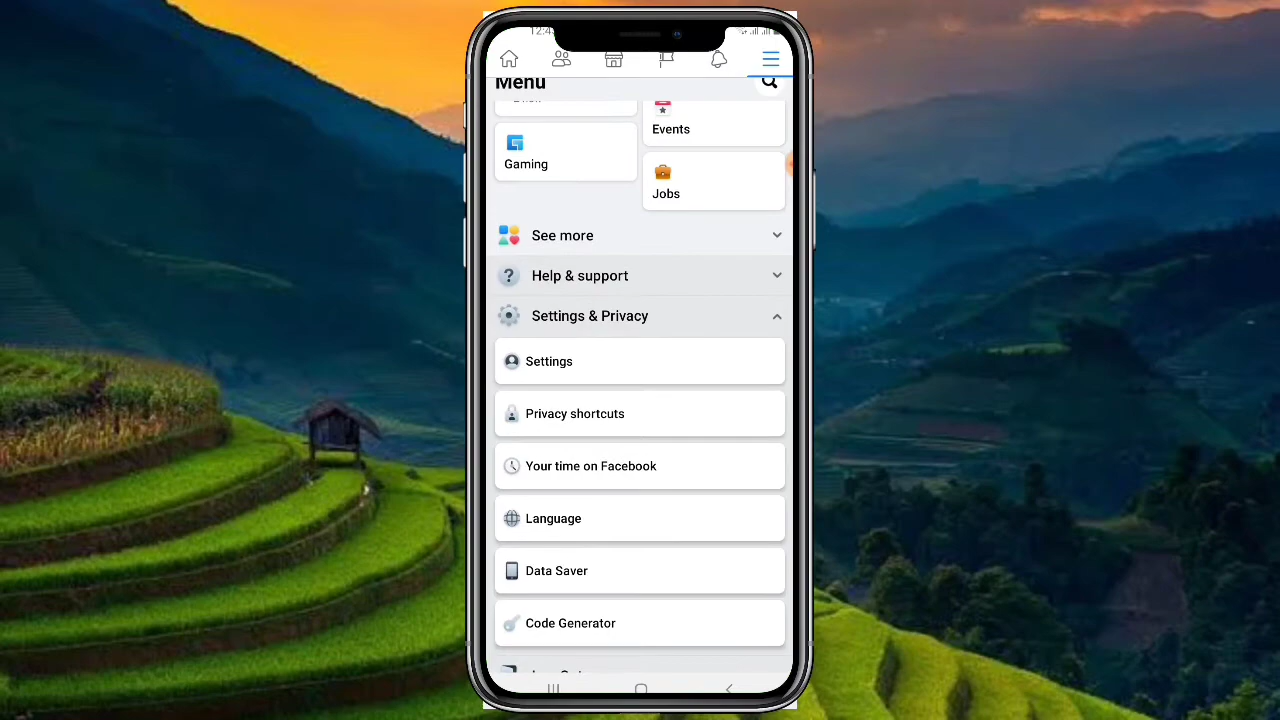 Menu
Events
Gaming
Jobs
See more
Help & support
Settings & Privacy
Settings
Privacy shortcuts
Your time on Facebook
Language
Data Saver
Code Generator